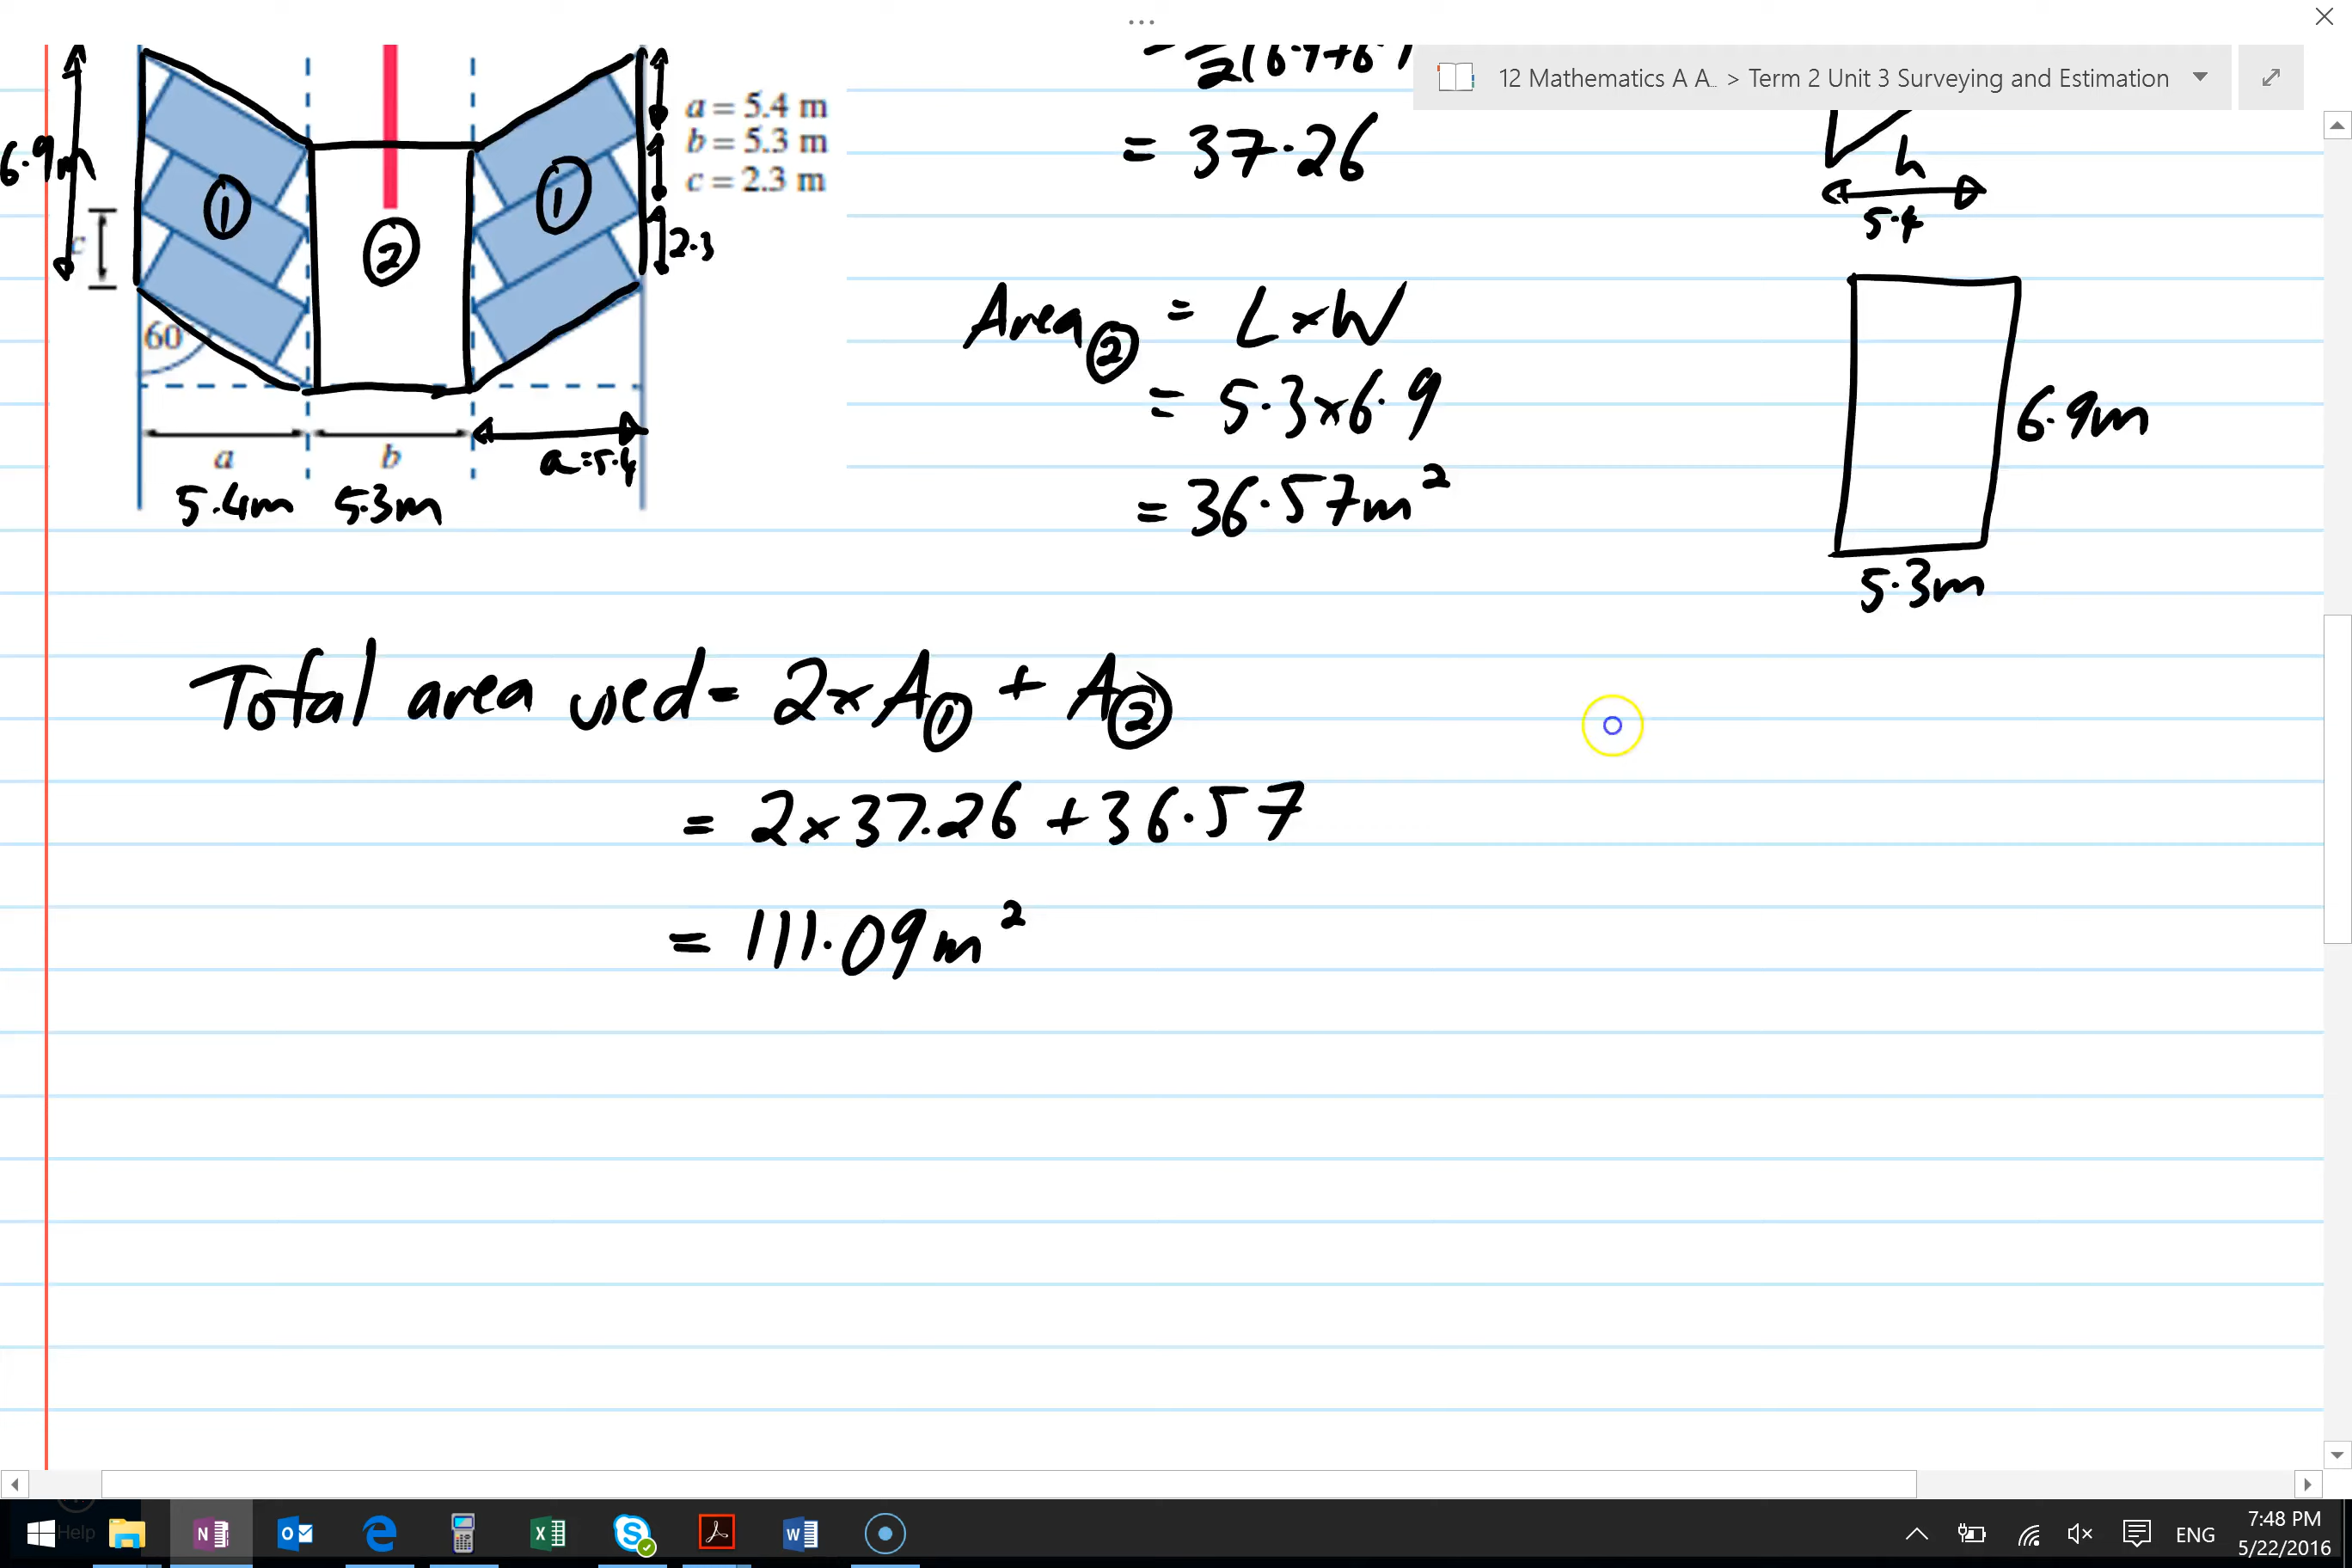 ...
12 Mathematics A A... > Term 2 Unit 3 Surveying and Estimation
a = 5.4 m
b = 5.3 m
c = 2.3 m
6.9m
c
① ② ①
2.3
60
a b a=5.4
5.4m 5.3m
= 37.26
h
5.4
Area② = L×W
= 5.3×6.9
= 36.57m²
6.9m
5.3m
Total area used = 2×A① + A②
= 2×37.26+36.57
= 111.09m²
Help
ENG
7:48 PM
5/22/2016